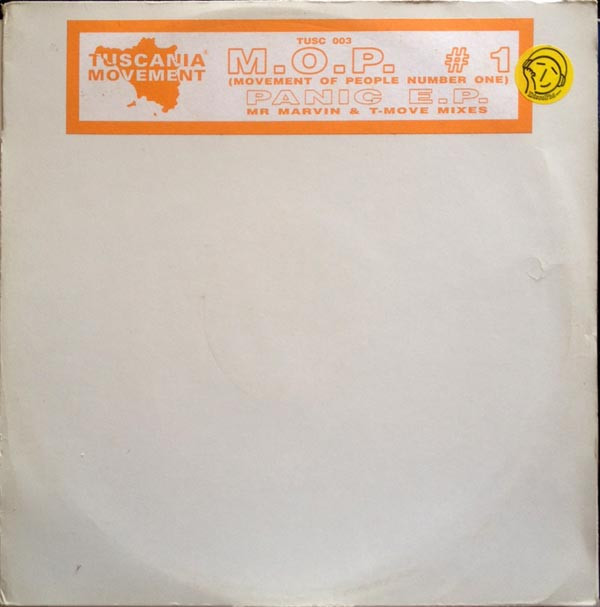 TUSC 003
TUSCANIA
MOVEMENT
M.O.P. # 1
(MOVEMENT OF PEOPLE NUMBER ONE)
PANIC E.P.
MR MARVIN & T-MOVE MIXES